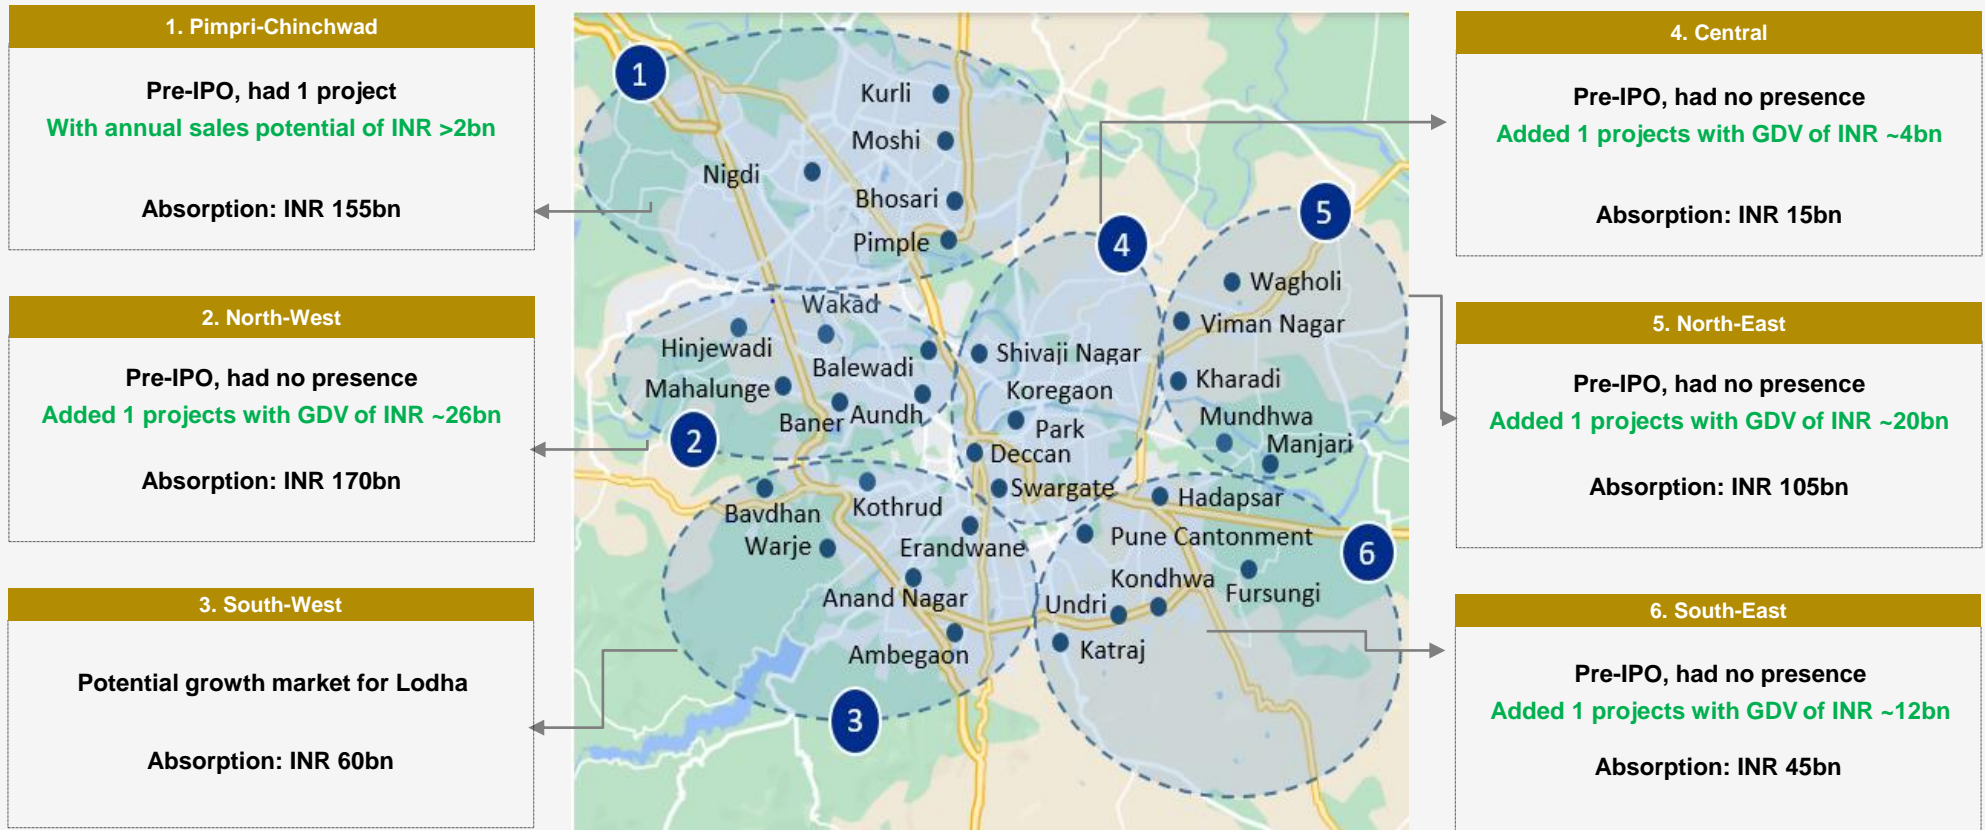 1. Pimpri-Chinchwad
Pre-IPO, had 1 project
With annual sales potential of INR >2bn
Absorption: INR 155bn
2. North-West
Pre-IPO, had no presence
Added 1 projects with GDV of INR ~26bn
Absorption: INR 170bn
3. South-West
Potential growth market for Lodha
Absorption: INR 60bn
1
Kurli
Moshi
Nigdi
Bhosari
Pimple
4
5
Wagholi
Viman Nagar
Wakad
Hinjewadi
Balewadi
Mahalunge
Baner
Aundh
2
Shivaji Nagar
Koregaon
Park
Deccan
Swargate
Kharadi
Mundhwa
Manjari
Bavdhan
Kothrud
Warje
Erandwane
Anand Nagar
Ambegaon
3
Hadapsar
Pune Cantonment
6
Kondhwa
Undri
Fursungi
Katraj
4. Central
Pre-IPO, had no presence
Added 1 projects with GDV of INR ~4bn
Absorption: INR 15bn
5. North-East
Pre-IPO, had no presence
Added 1 projects with GDV of INR ~20bn
Absorption: INR 105bn
6. South-East
Pre-IPO, had no presence
Added 1 projects with GDV of INR ~12bn
Absorption: INR 45bn